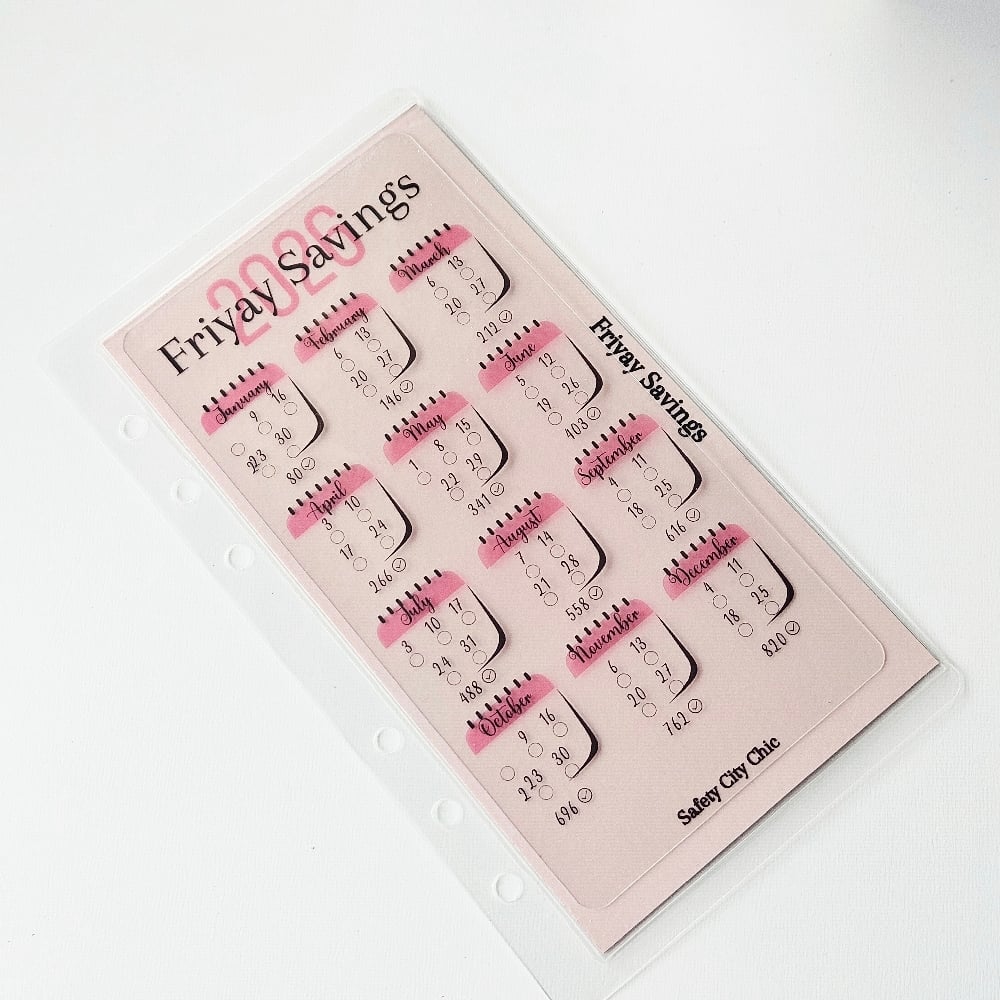 2026
Friyay Savings
January
9 16
2 23 30
80
February
6 13
20 27
146
March
6 13
20 27
212
April
3 10
17 24
266
May
1 8 15
22 29
341
June
5 12
19 26
403
July
3 10 17
24 31
488
August
7 14
21 28
558
September
4 11
18 25
616
October
9 16
2 23 30
696
November
6 13
20 27
762
December
4 11
18 25
820
Friyay Savings
Safety City Chic